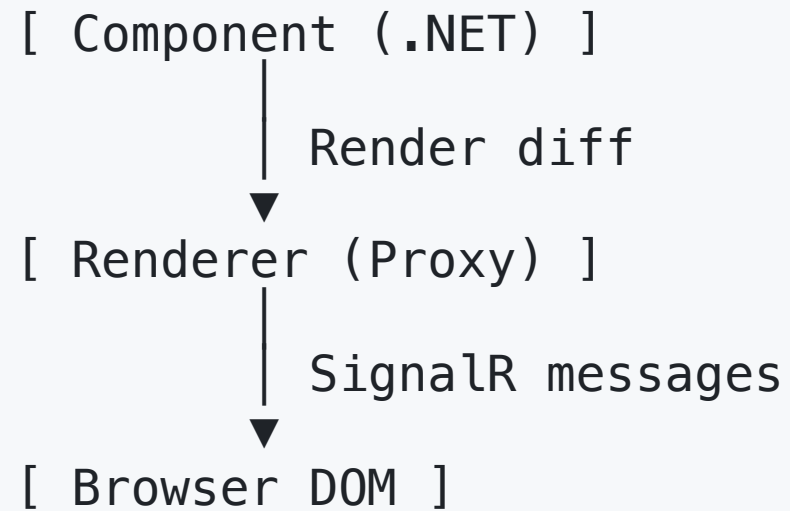 [ Component (.NET) ]
Render diff
[ Renderer (Proxy) ]
SignalR messages
[ Browser DOM ]